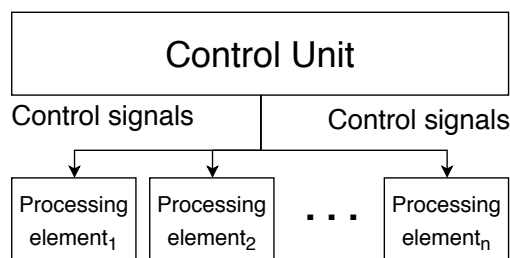 Control Unit
Control signals
Control signals
Processing
element₁
Processing
element₂
. . .
Processing
elementₙ